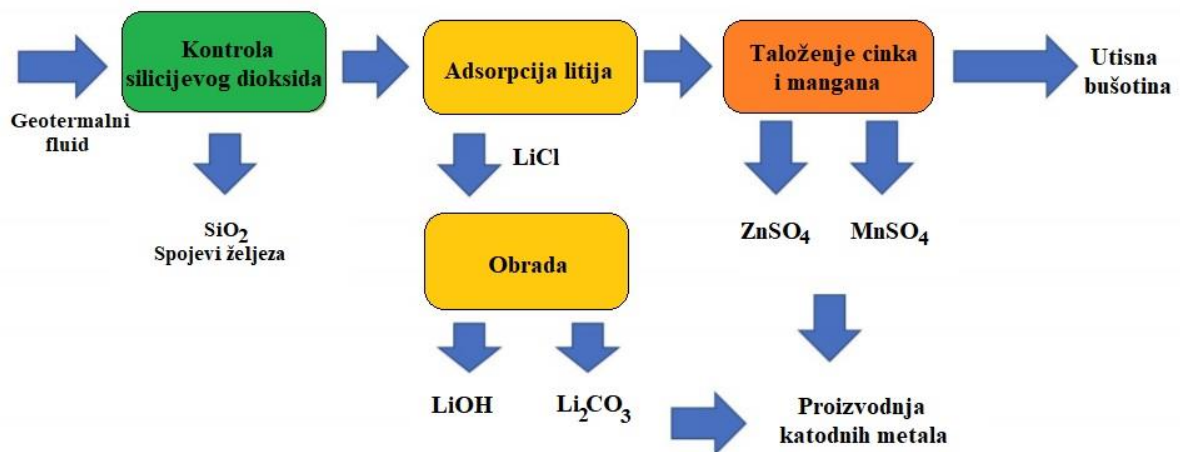 Geotermalni
fluid
Kontrola
silicijevog dioksida
Adsorpcija litija
Taloženje cinka
i mangana
Utisna
bušotina
SiO2
Spojevi željeza
LiCl
Obrada
ZnSO4
MnSO4
LiOH
Li2CO3
Proizvodnja
katodnih metala